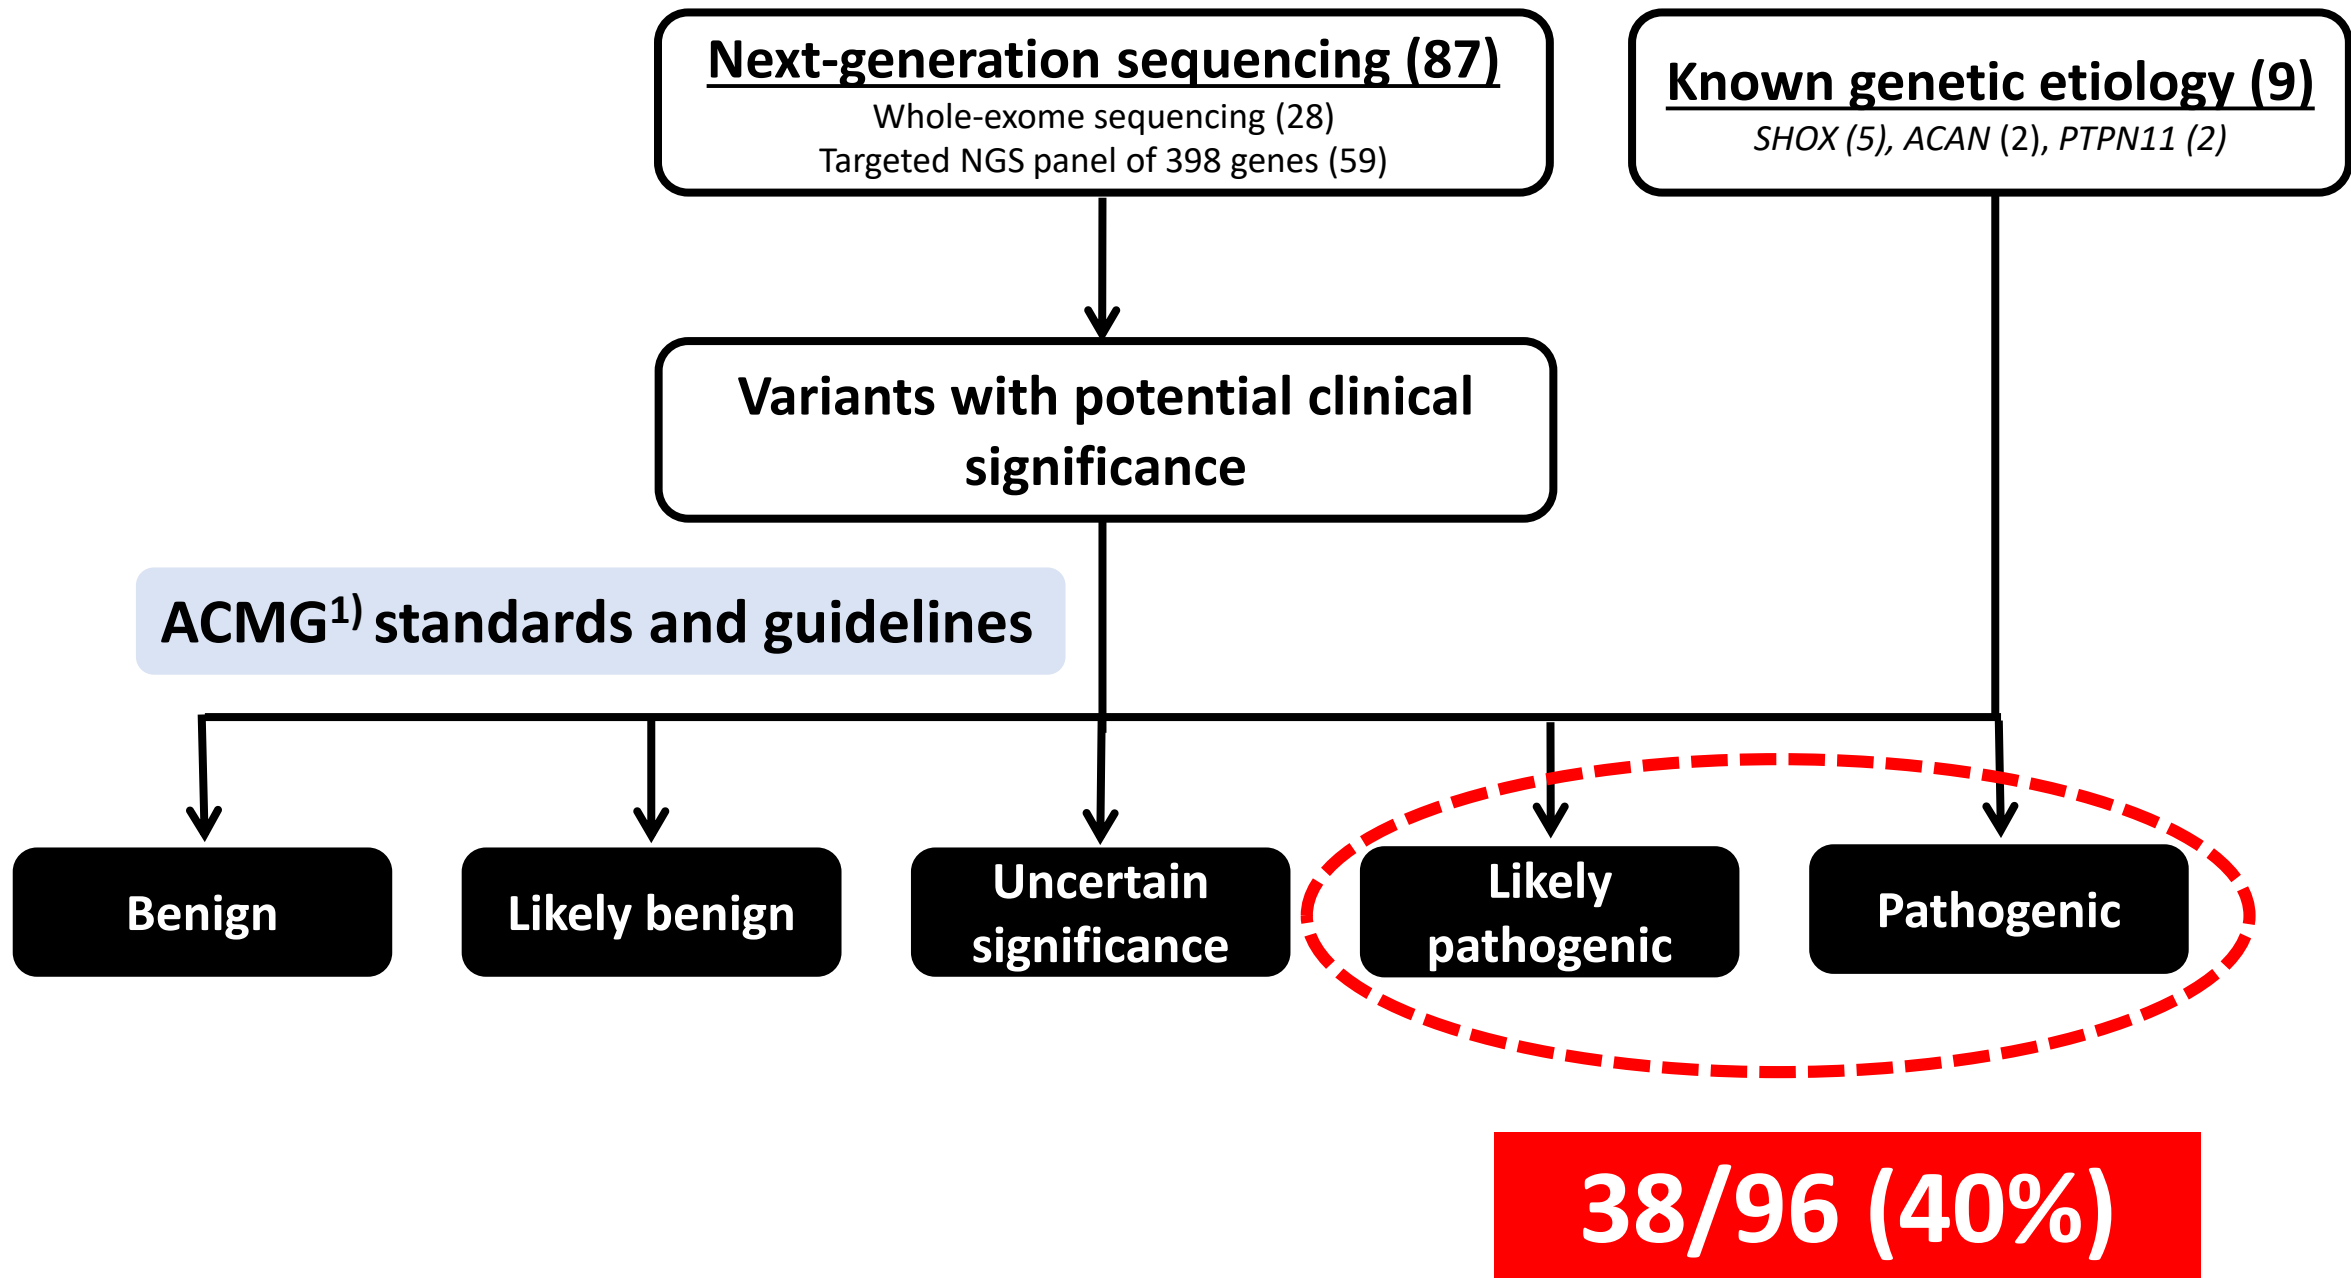 Next-generation sequencing (87)
Whole-exome sequencing (28)
Targeted NGS panel of 398 genes (59)
Known genetic etiology (9)
SHOX (5), ACAN (2), PTPN11 (2)
Variants with potential clinical
significance
ACMG¹⁾ standards and guidelines
Benign
Likely benign
Uncertain
significance
Likely
pathogenic
Pathogenic
38/96 (40%)